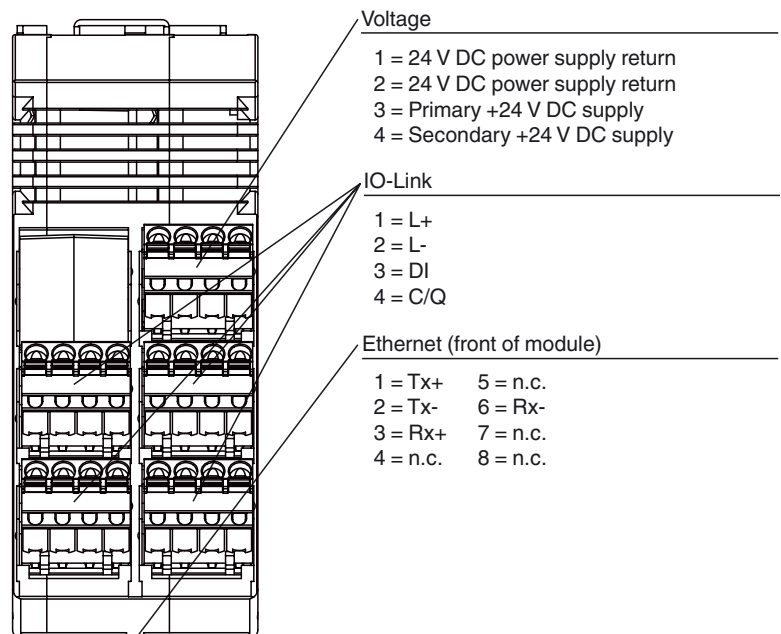 Voltage
1 = 24 V DC power supply return
2 = 24 V DC power supply return
3 = Primary +24 V DC supply
4 = Secondary +24 V DC supply
IO-Link
1 = L+
2 = L-
3 = DI
4 = C/Q
Ethernet (front of module)
1 = Tx+ 5 = n.c.
2 = Tx- 6 = Rx-
3 = Rx+ 7 = n.c.
4 = n.c. 8 = n.c.